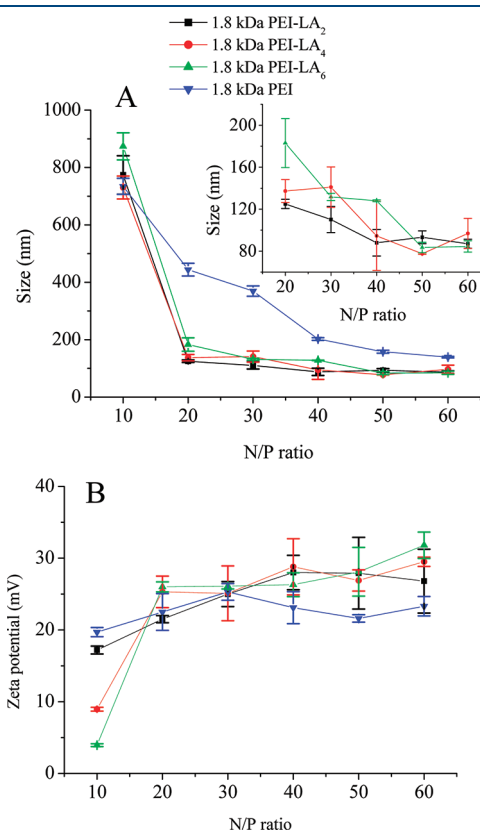 1.8 kDa PEI-LA₂
1.8 kDa PEI-LA₄
1.8 kDa PEI-LA₆
1.8 kDa PEI
A
Size (nm)
1000
800
600
400
200
0
10 20 30 40 50 60
N/P ratio
Size (nm)
200
160
120
80
20 30 40 50 60
N/P ratio
B
Zeta potential (mV)
40
30
20
10
0
10 20 30 40 50 60
N/P ratio